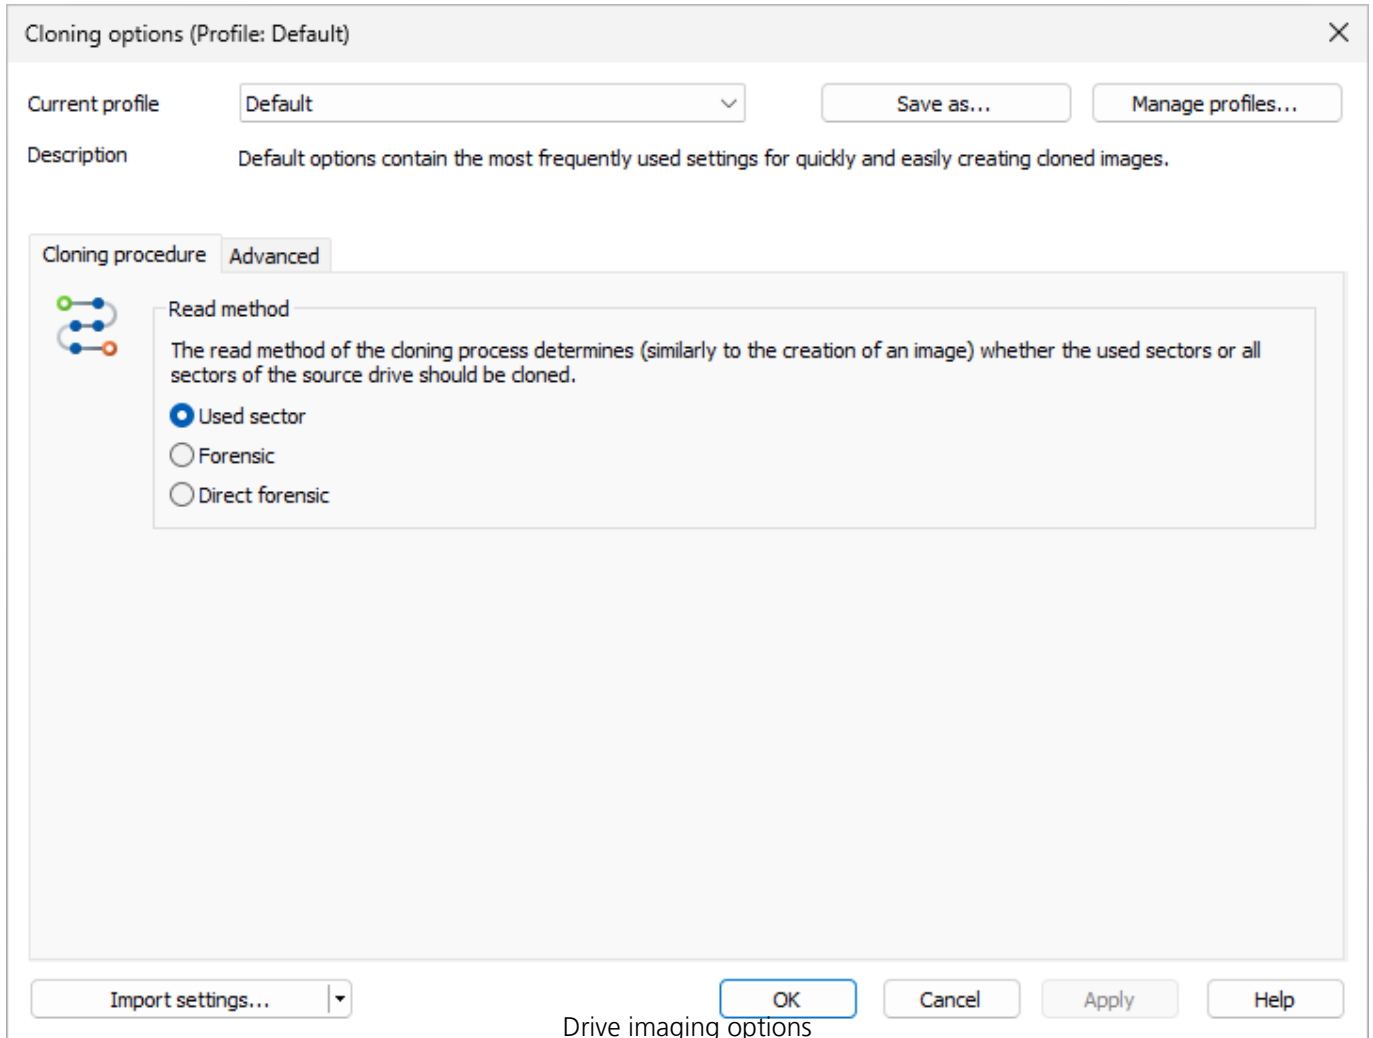 Cloning options (Profile: Default)
Current profile
Default
Save as...
Manage profiles...
Description
Default options contain the most frequently used settings for quickly and easily creating cloned images.
Cloning procedure
Advanced
Read method
The read method of the cloning process determines (similarly to the creation of an image) whether the used sectors or all
sectors of the source drive should be cloned.
Used sector
Forensic
Direct forensic
Import settings...
OK
Cancel
Apply
Help
Drive imaging options